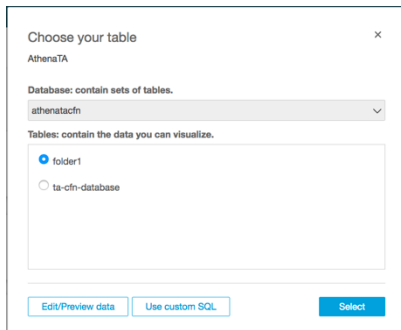 Choose your table
×
AthenaTA
Database: contain sets of tables.
athenatacfn
Tables: contain the data you can visualize.
folder1
ta-cfn-database
Edit/Preview data Use custom SQL Select